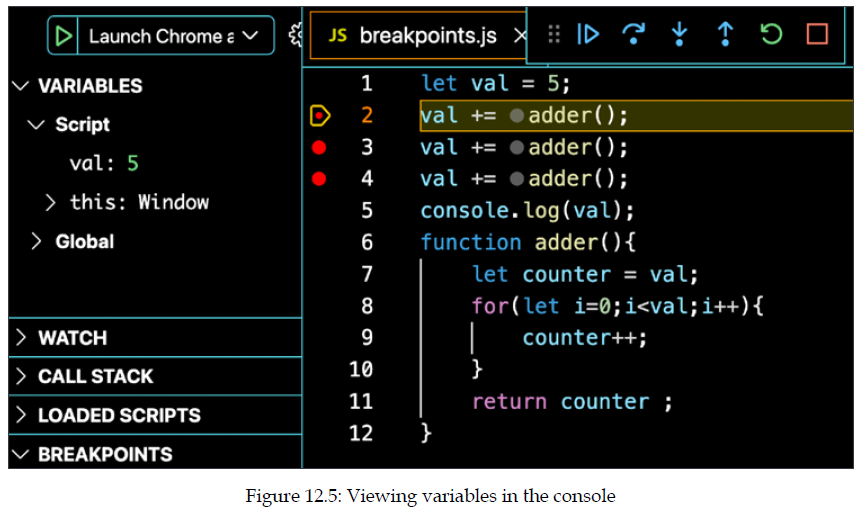 Launch Chrome a
JS breakpoints.js
VARIABLES
Script
val: 5
this: Window
Global
WATCH
CALL STACK
LOADED SCRIPTS
BREAKPOINTS
1 let val = 5;
2 val += adder();
3 val += adder();
4 val += adder();
5 console.log(val);
6 function adder(){
7 let counter = val;
8 for(let i=0;i<val;i++){
9 counter++;
10 }
11 return counter ;
12 }
Figure 12.5: Viewing variables in the console